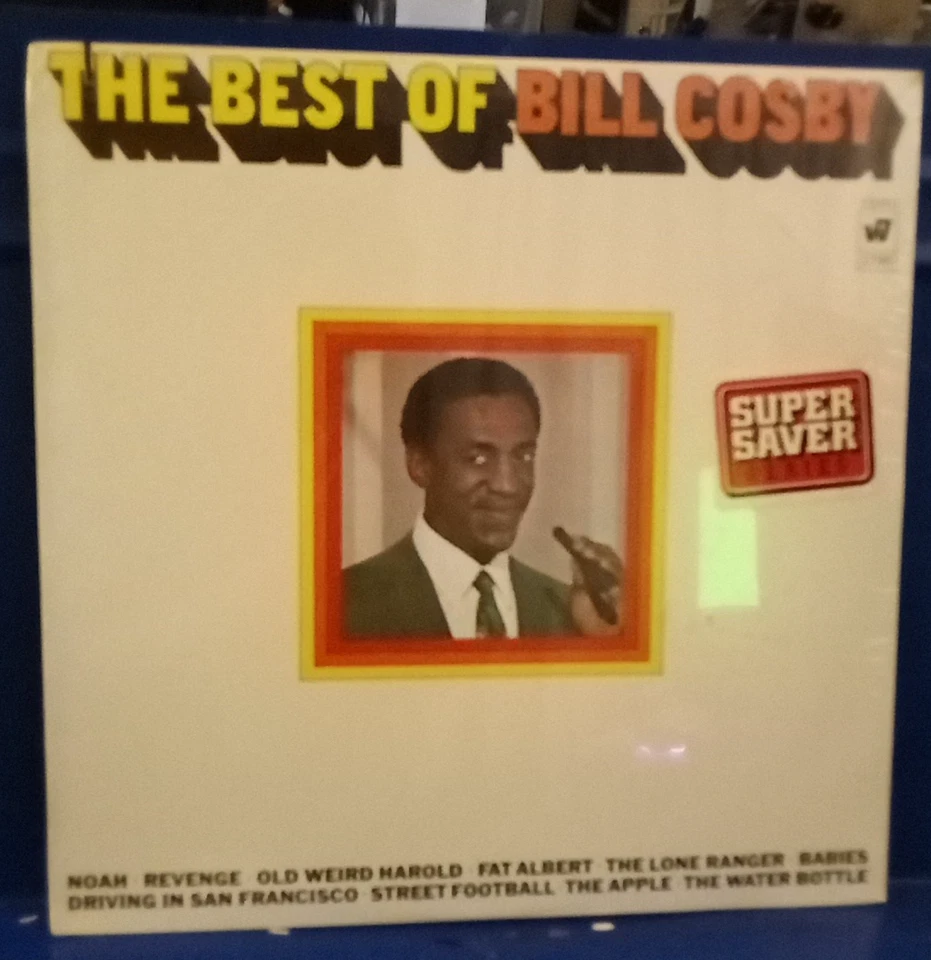 THE BEST OF BILL COSBY
SUPER
SAVER
NOAH REVENGE OLD WEIRD HAROLD FAT ALBERT THE LONE RANGER BABIES
DRIVING IN SAN FRANCISCO STREET FOOTBALL THE APPLE THE WATER BOTTLE